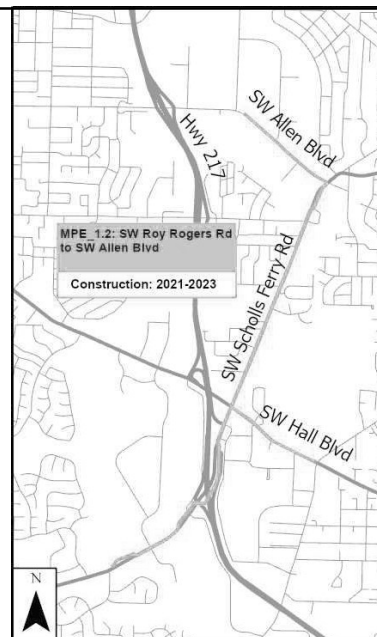 SW Allen Blvd
Hwy 217
MPE_1.2: SW Roy Rogers Rd
to SW Allen Blvd
Construction: 2021-2023
SW Scholls Ferry Rd
SW Hall Blvd
N